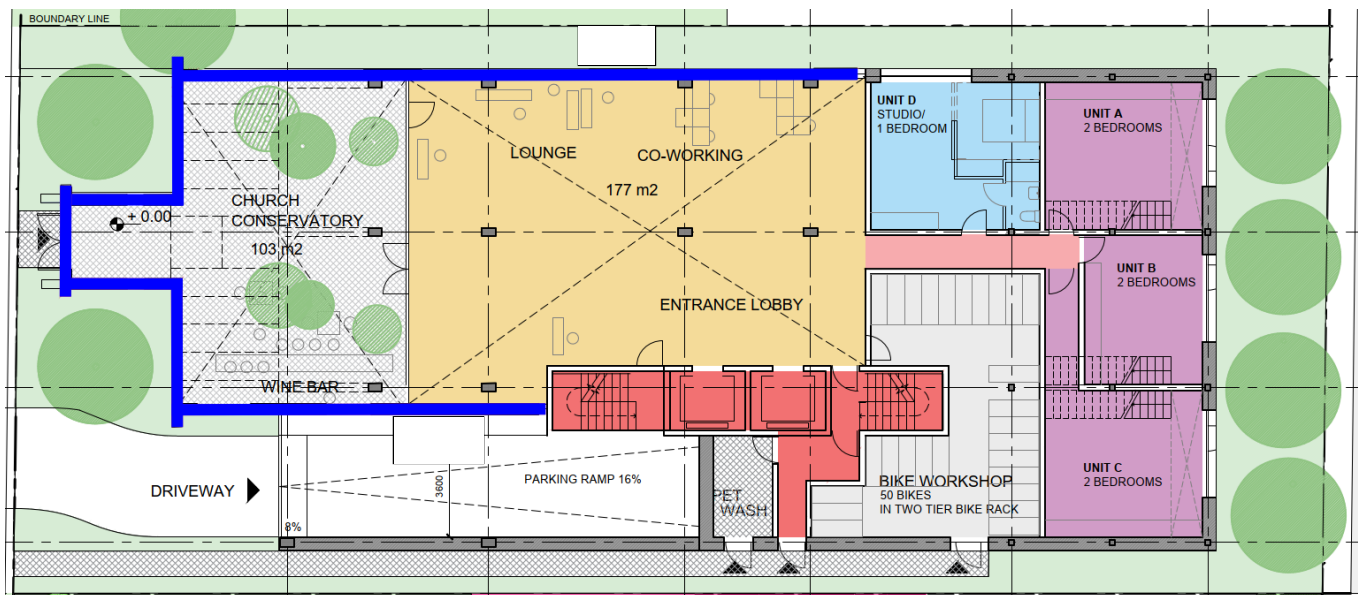 BOUNDARY LINE
UNIT D
STUDIO/
1 BEDROOM
UNIT A
2 BEDROOMS
LOUNGE
CO-WORKING
177 m2
CHURCH
CONSERVATORY
+ 0.00
103 m2
UNIT B
2 BEDROOMS
ENTRANCE LOBBY
WINE BAR
UNIT C
2 BEDROOMS
PARKING RAMP 16%
3600
DRIVEWAY
8%
PET
WASH
BIKE WORKSHOP
50 BIKES
IN TWO TIER BIKE RACK